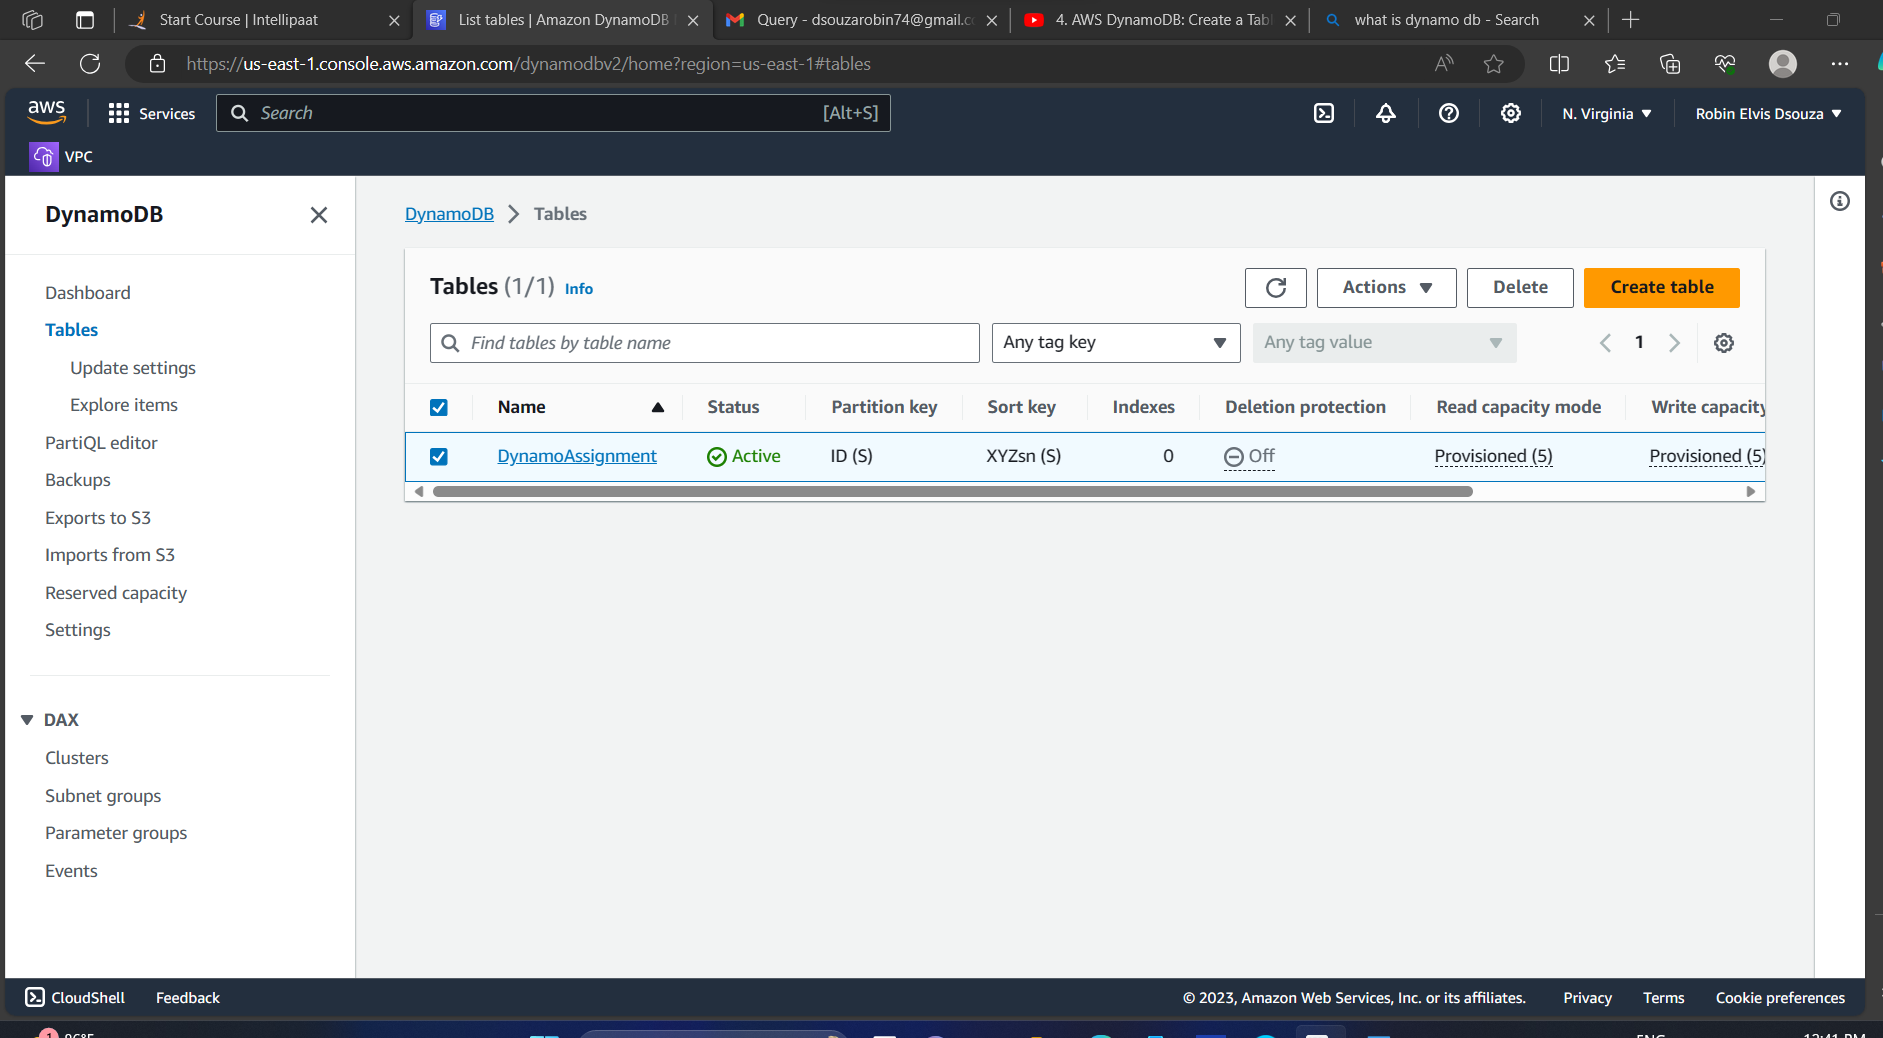 Start Course | Intellipaat
List tables | Amazon DynamoDB
Query - dsouzarobin74@gmail.c
4. AWS DynamoDB: Create a Tabl
what is dynamo db - Search
https://us-east-1.console.aws.amazon.com/dynamodbv2/home?region=us-east-1#tables
aws
Services
Search
[Alt+S]
N. Virginia
Robin Elvis Dsouza
VPC
DynamoDB
Dashboard
Tables
Update settings
Explore items
PartiQL editor
Backups
Exports to S3
Imports from S3
Reserved capacity
Settings
DAX
Clusters
Subnet groups
Parameter groups
Events
DynamoDB > Tables
Tables (1/1) Info
Actions
Delete
Create table
Find tables by table name
Any tag key
Any tag value
1
Name Status Partition key Sort key Indexes Deletion protection Read capacity mode Write capacity
DynamoAssignment Active ID (S) XYZsn (S) 0 Off Provisioned (5) Provisioned (5)
CloudShell Feedback © 2023, Amazon Web Services, Inc. or its affiliates. Privacy Terms Cookie preferences